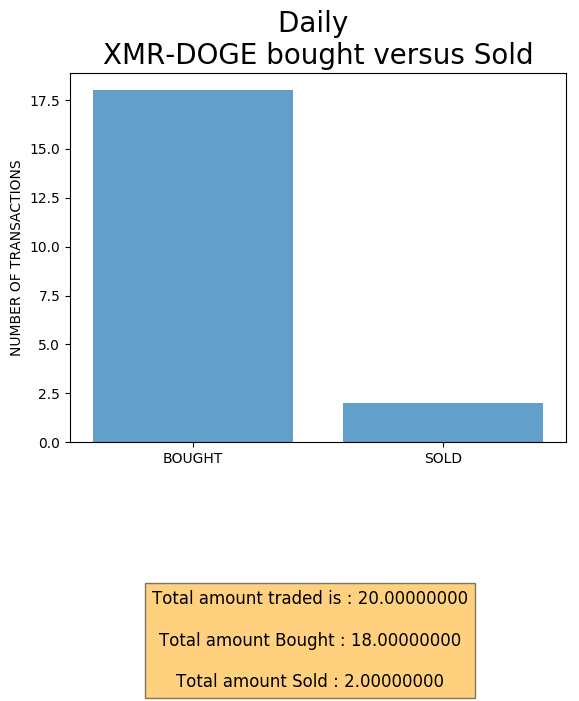 Daily
XMR-DOGE bought versus Sold
NUMBER OF TRANSACTIONS
17.5
15.0
12.5
10.0
7.5
5.0
2.5
0.0
BOUGHT
SOLD
Total amount traded is : 20.00000000
Total amount Bought : 18.00000000
Total amount Sold : 2.00000000